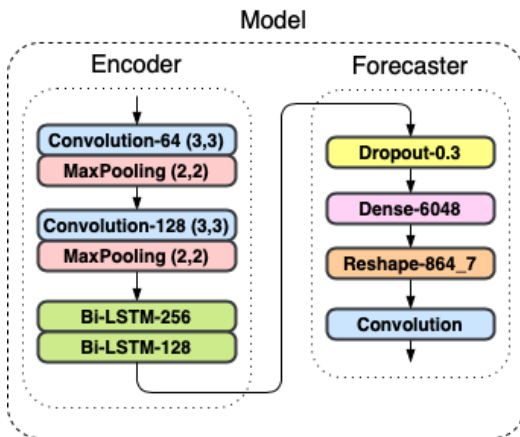 Model
Encoder
Convolution-64 (3,3)
MaxPooling (2,2)
Convolution-128 (3,3)
MaxPooling (2,2)
Bi-LSTM-256
Bi-LSTM-128
Forecaster
Dropout-0.3
Dense-6048
Reshape-864_7
Convolution